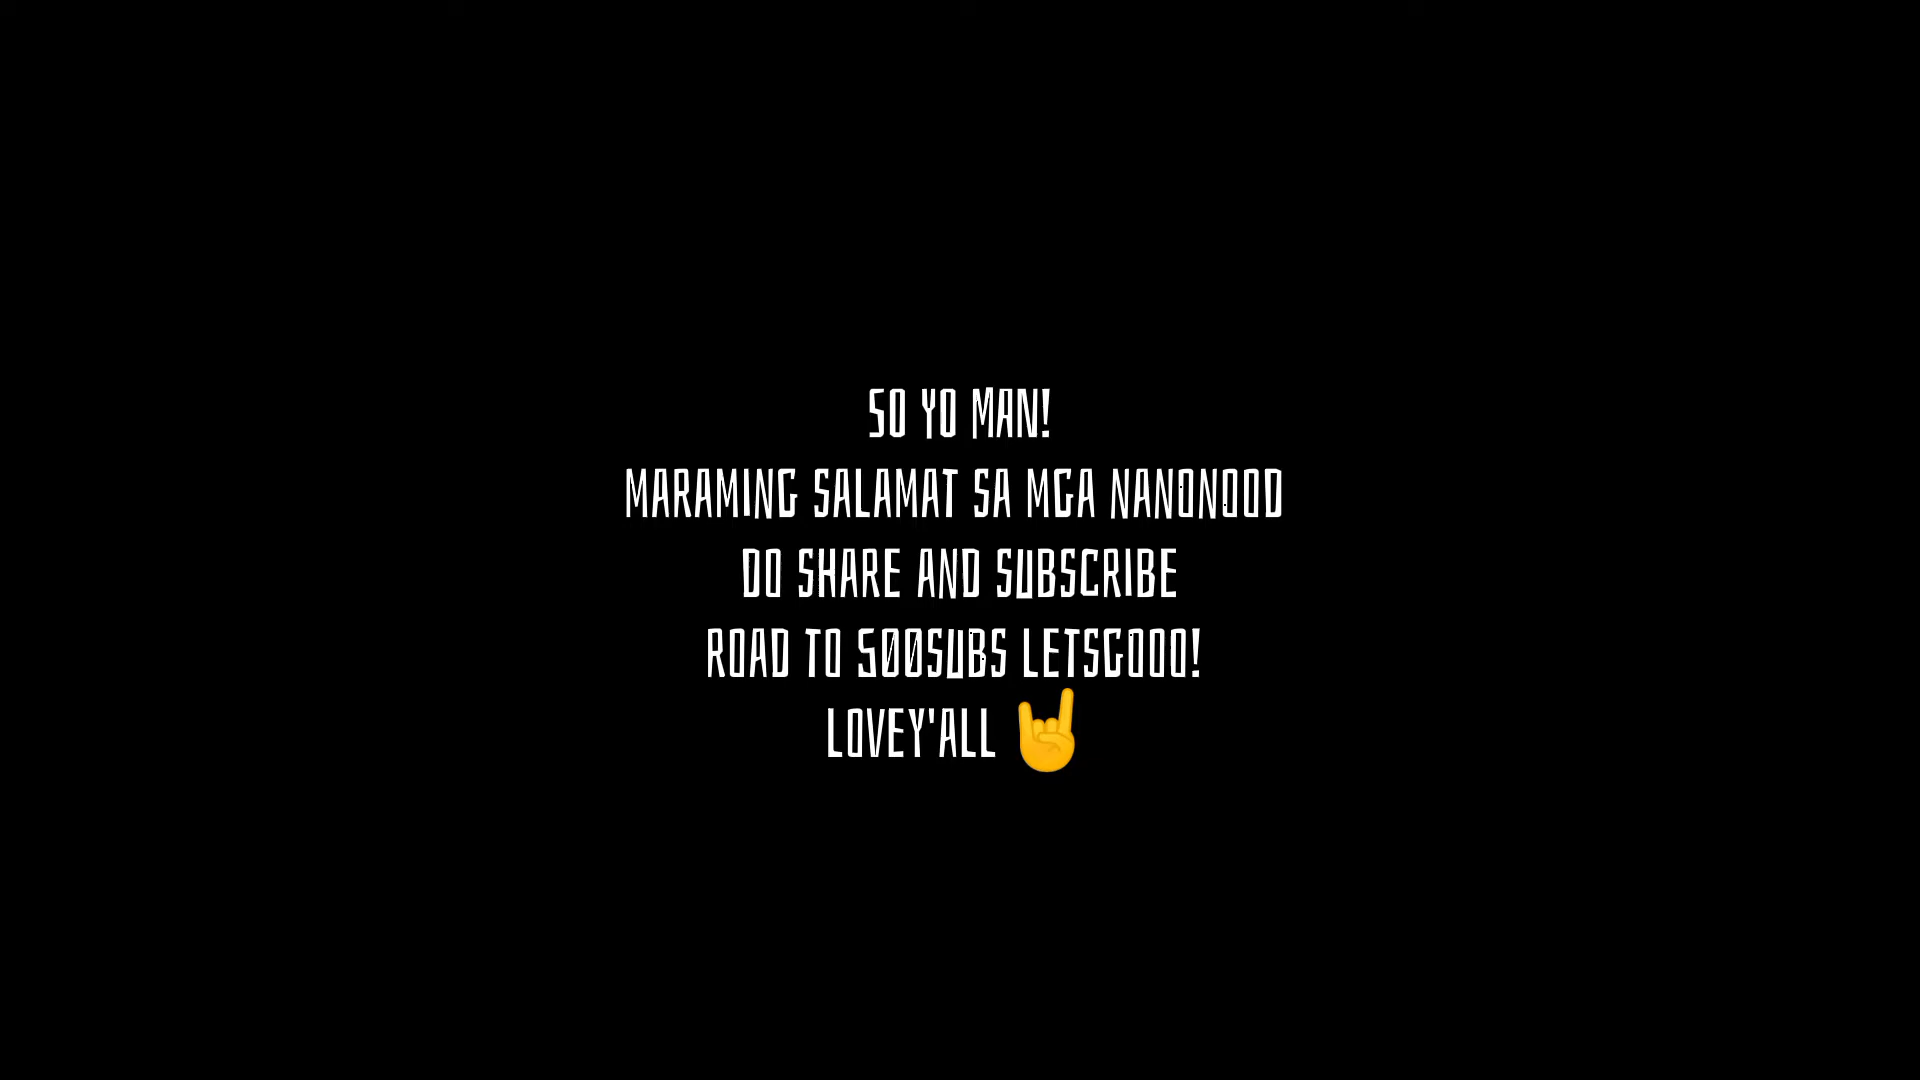 SO YO MAN!
MARAMING SALAMAT SA MGA NANONOOD
DO SHARE AND SUBSCRIBE
ROAD TO 500SUBS LETSGOOO!
LOVEY'ALL 🤘